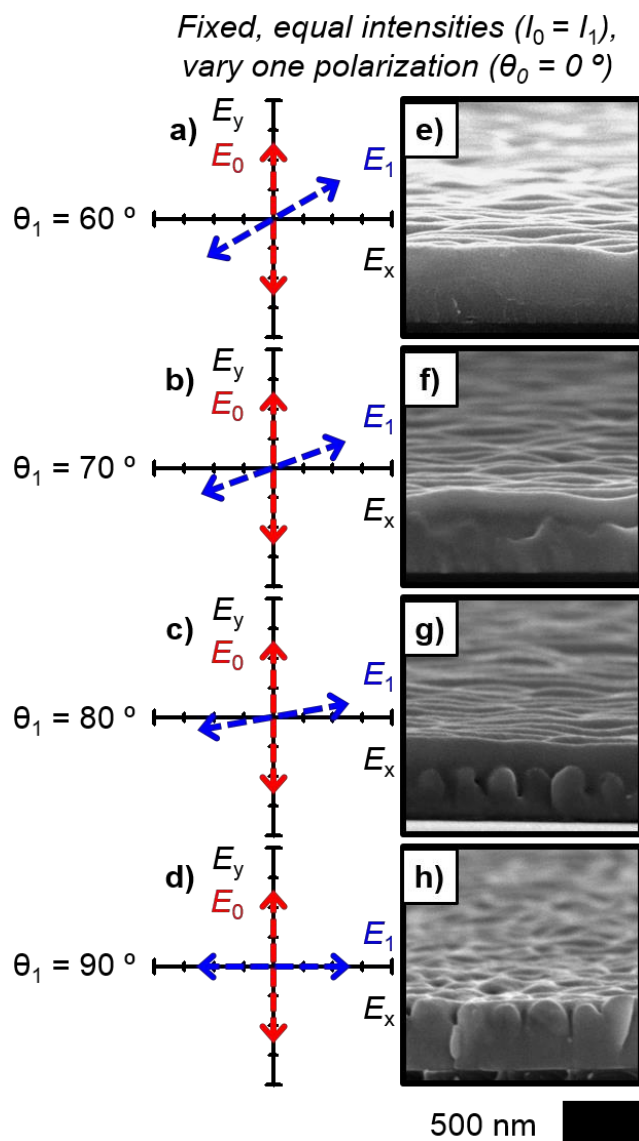 Fixed, equal intensities (I0 = I1),
vary one polarization (θ0 = 0 º)
a)
Ey
E0
E1
Ex
θ1 = 60 º
e)
b)
Ey
E0
E1
Ex
θ1 = 70 º
f)
c)
Ey
E0
E1
Ex
θ1 = 80 º
g)
d)
Ey
E0
E1
Ex
θ1 = 90 º
h)
500 nm